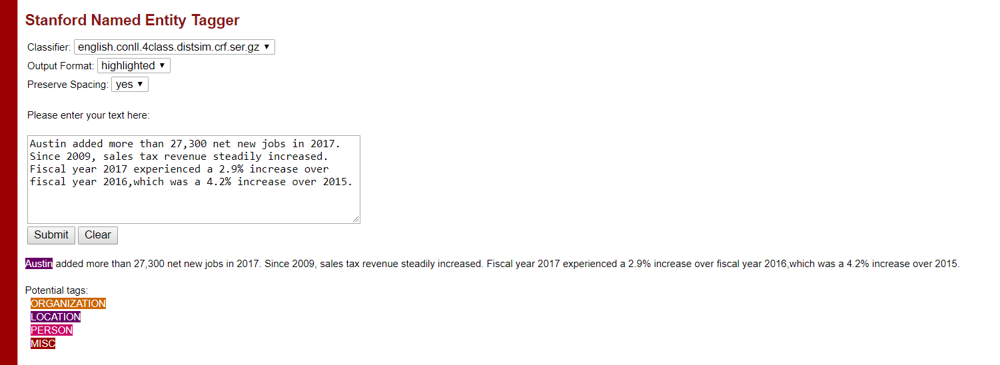 Stanford Named Entity Tagger
Classifier: english.conll.4class.distsim.crf.ser.gz
Output Format: highlighted
Preserve Spacing: yes
Please enter your text here:
Austin added more than 27,300 net new jobs in 2017.
Since 2009, sales tax revenue steadily increased.
Fiscal year 2017 experienced a 2.9% increase over
fiscal year 2016,which was a 4.2% increase over 2015.
Submit Clear
Austin added more than 27,300 net new jobs in 2017. Since 2009, sales tax revenue steadily increased. Fiscal year 2017 experienced a 2.9% increase over fiscal year 2016,which was a 4.2% increase over 2015.
Potential tags:
ORGANIZATION
LOCATION
PERSON
MISC